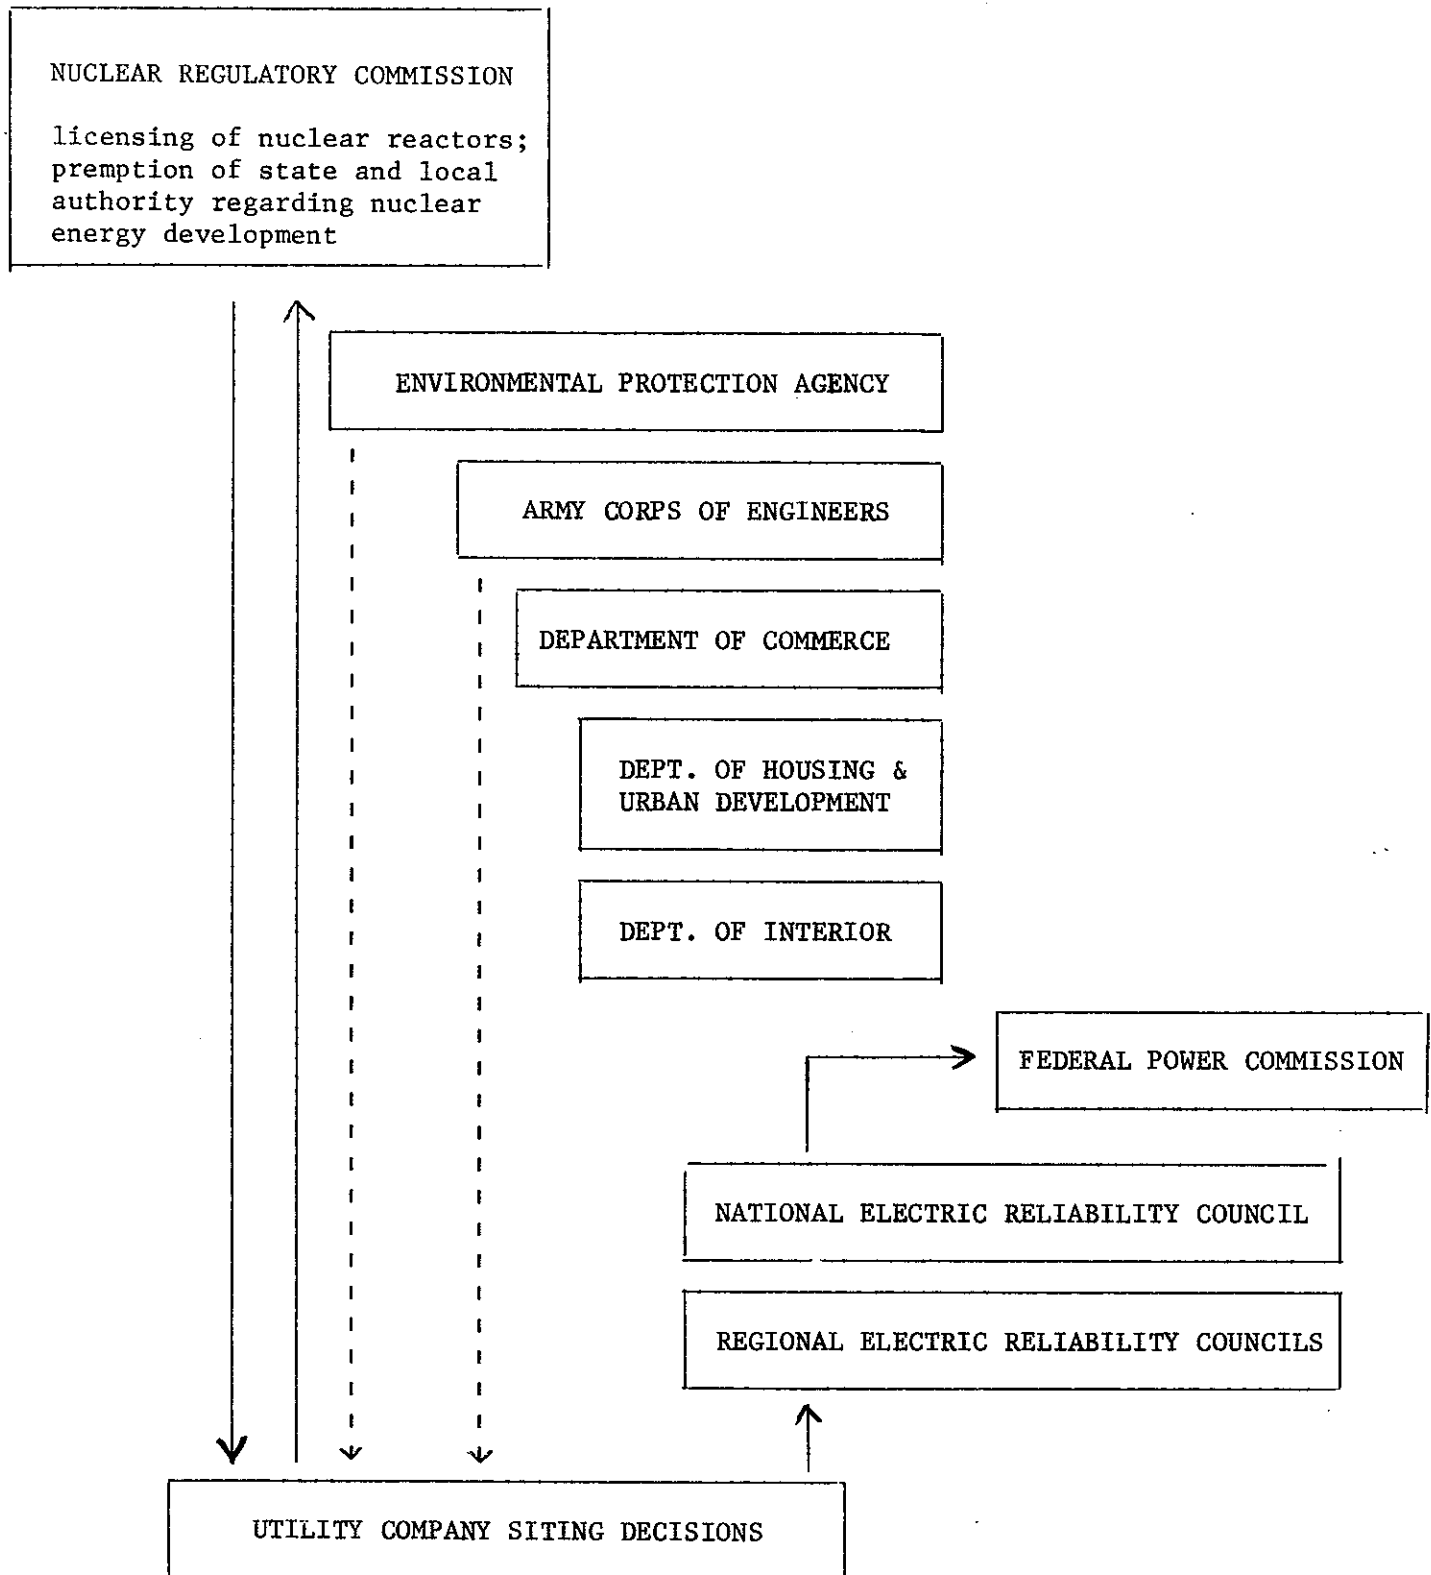 NUCLEAR REGULATORY COMMISSION
licensing of nuclear reactors;
premption of state and local
authority regarding nuclear
energy development
ENVIRONMENTAL PROTECTION AGENCY
ARMY CORPS OF ENGINEERS
DEPARTMENT OF COMMERCE
DEPT. OF HOUSING &
URBAN DEVELOPMENT
DEPT. OF INTERIOR
FEDERAL POWER COMMISSION
NATIONAL ELECTRIC RELIABILITY COUNCIL
REGIONAL ELECTRIC RELIABILITY COUNCILS
UTILITY COMPANY SITING DECISIONS